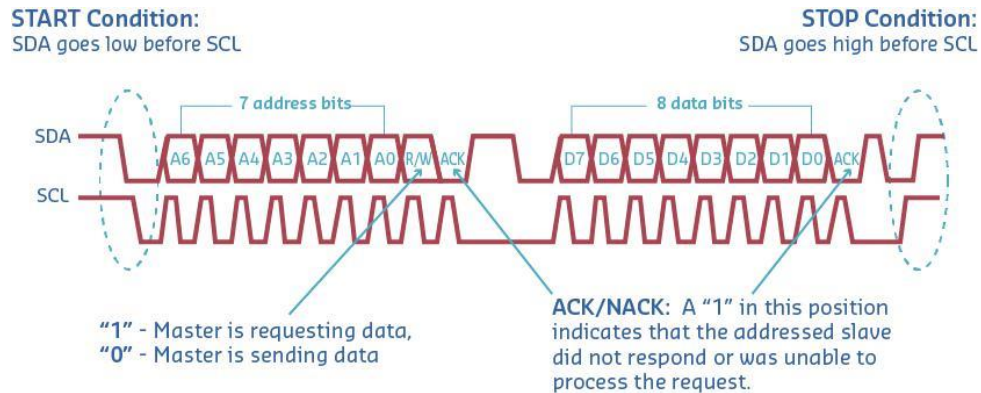 START Condition:
SDA goes low before SCL
STOP Condition:
SDA goes high before SCL
7 address bits
8 data bits
SDA
A6 A5 A4 A3 A2 A1 A0 R/W ACK
D7 D6 D5 D4 D3 D2 D1 D0 ACK
SCL
"1" - Master is requesting data,
"0" - Master is sending data
ACK/NACK: A "1" in this position
indicates that the addressed slave
did not respond or was unable to
process the request.